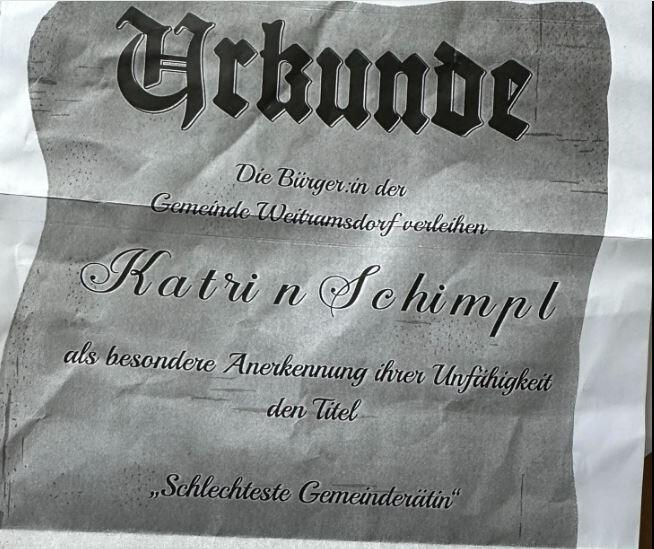 Urkunde
Die Bürger:in der
Gemeinde Weitramsdorf verleihen
Katrin Schimpl
als besondere Anerkennung ihrer Unfähigkeit
den Titel
„Schlechteste Gemeinderätin“